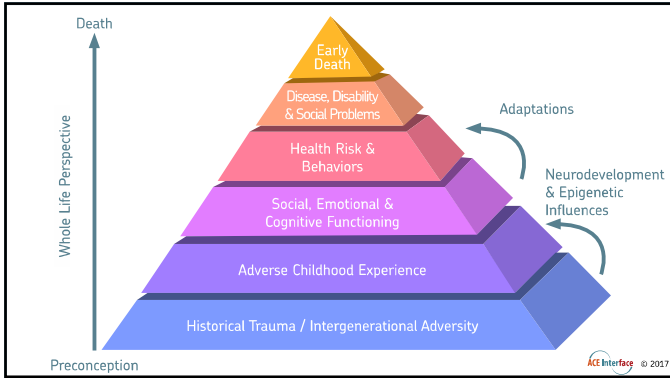 Death
Whole Life Perspective
Preconception
Early
Death
Disease, Disability
& Social Problems
Health Risk &
Behaviors
Social, Emotional &
Cognitive Functioning
Adverse Childhood Experience
Historical Trauma / Intergenerational Adversity
Adaptations
Neurodevelopment
& Epigenetic
Influences
ACE Interface © 2017